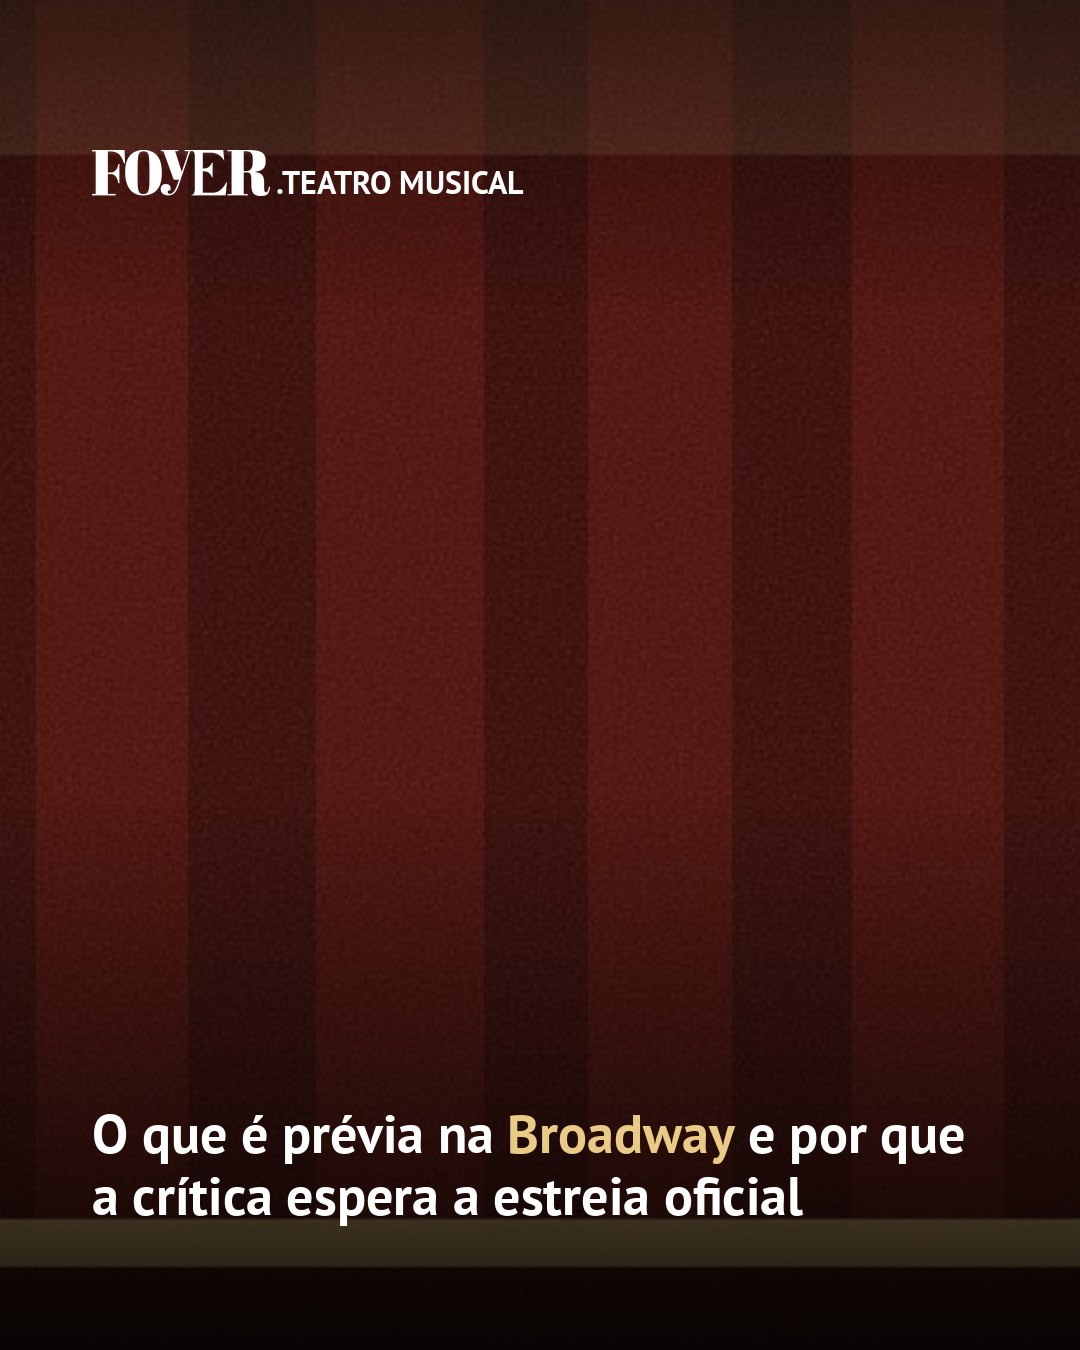 FOYER .TEATRO MUSICAL
O que é prévia na Broadway e por que
a crítica espera a estreia oficial